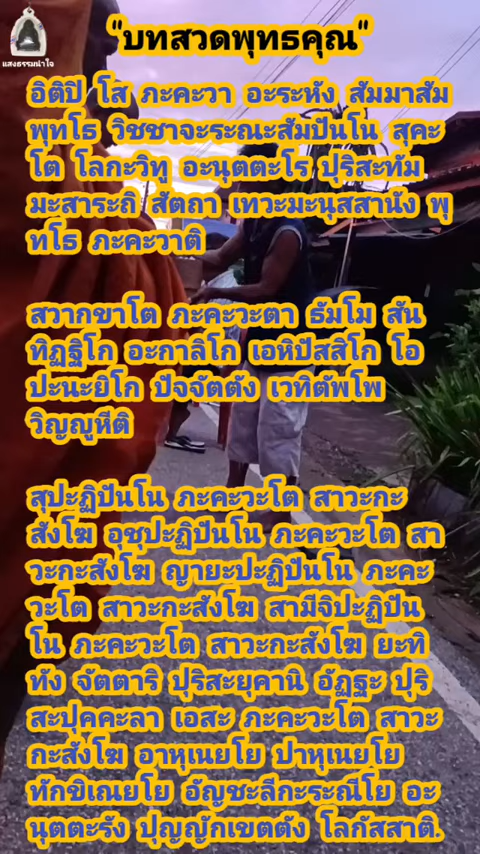 "บทสวดพุทธคุณ"
แสงธรรมนำใจ
อิติปิ โส ภะคะวา อะระหัง สัมมาสัม
พุทโธ วิชชาจะระณะสัมปันโน สุคะ
โต โลกะวิทู อะนุตตะโร ปุริสะทัม
มะสาระถิ สัตถา เทวะมะนุสสานัง พุ
ทโธ ภะคะวาติ
สวากขาโต ภะคะวะตา ธัมโม สัน
ทิฏฐิโก อะกาลิโก เอหิปัสสิโก โอ
ปะนะยิโก ปัจจัตตัง เวทิตัพโพ
วิญญูหีติ
สุปะฏิปันโน ภะคะวะโต สาวะกะ
สังโฆ อุชุปะฏิปันโน ภะคะวะโต สา
วะกะสังโฆ ญายะปะฏิปันโน ภะคะ
วะโต สาวะกะสังโฆ สามีจิปะฏิปัน
โน ภะคะวะโต สาวะกะสังโฆ ยะทิ
ทัง จัตตาริ ปุริสะยุคานิ อัฏฐะ ปุริ
สะปุคคะลา เอสะ ภะคะวะโต สาวะ
กะสังโฆ อาหุเนยโย ปาหุเนยโย
ทักขิเณยโย อัญชะลีกะระณีโย อะ
นุตตะรัง ปุญญักเขตตัง โลกัสสาติ.